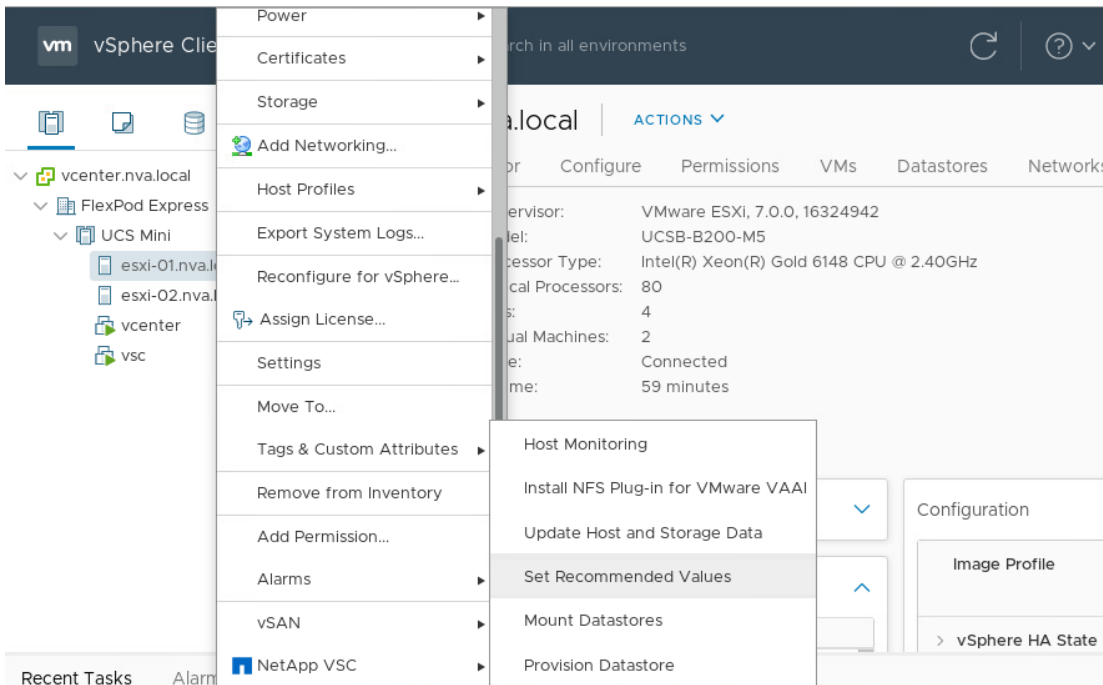 Power
vm vSphere Clie
rch in all environments
Certificates
Storage
a.local
ACTIONS
Add Networking...
or Configure Permissions VMs Datastores Networks
vcenter.nva.local
FlexPod Express
UCS Mini
esxi-01.nva.l
esxi-02.nva.l
vcenter
vsc
Host Profiles
Export System Logs...
Reconfigure for vSphere...
Assign License...
Settings
Move To...
Tags & Custom Attributes
Remove from Inventory
Add Permission...
Alarms
vSAN
NetApp VSC
ervisor: VMware ESXi, 7.0.0, 16324942
del: UCSB-B200-M5
cessor Type: Intel(R) Xeon(R) Gold 6148 CPU @ 2.40GHz
ical Processors: 80
s: 4
ual Machines: 2
e: Connected
me: 59 minutes
Host Monitoring
Install NFS Plug-in for VMware VAAI
Update Host and Storage Data
Set Recommended Values
Mount Datastores
Provision Datastore
Configuration
Image Profile
vSphere HA State
Recent Tasks Alarm